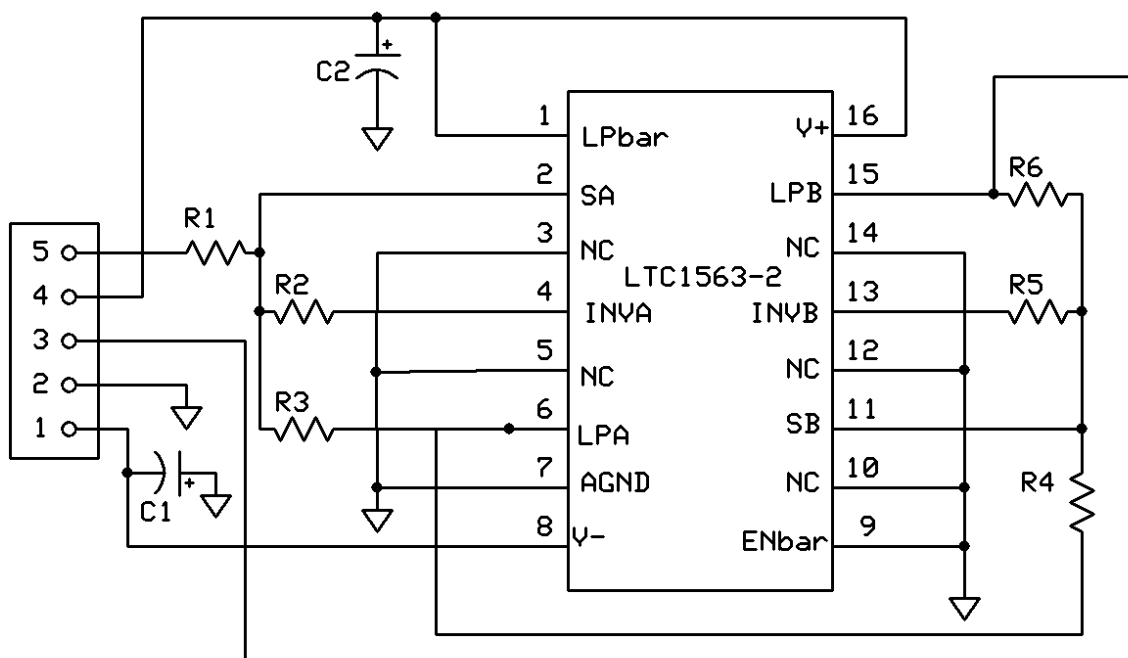 C2
+
1
LPbar
V+
16
2
SA
LPB
15
R6
R1
5
3
NC
NC
14
LTC1563-2
4
R2
4
INVA
INVB
13
R5
3
5
NC
NC
12
2
R3
6
LPA
SB
11
1
7
AGND
NC
10
R4
C1
+
8
V-
ENbar
9